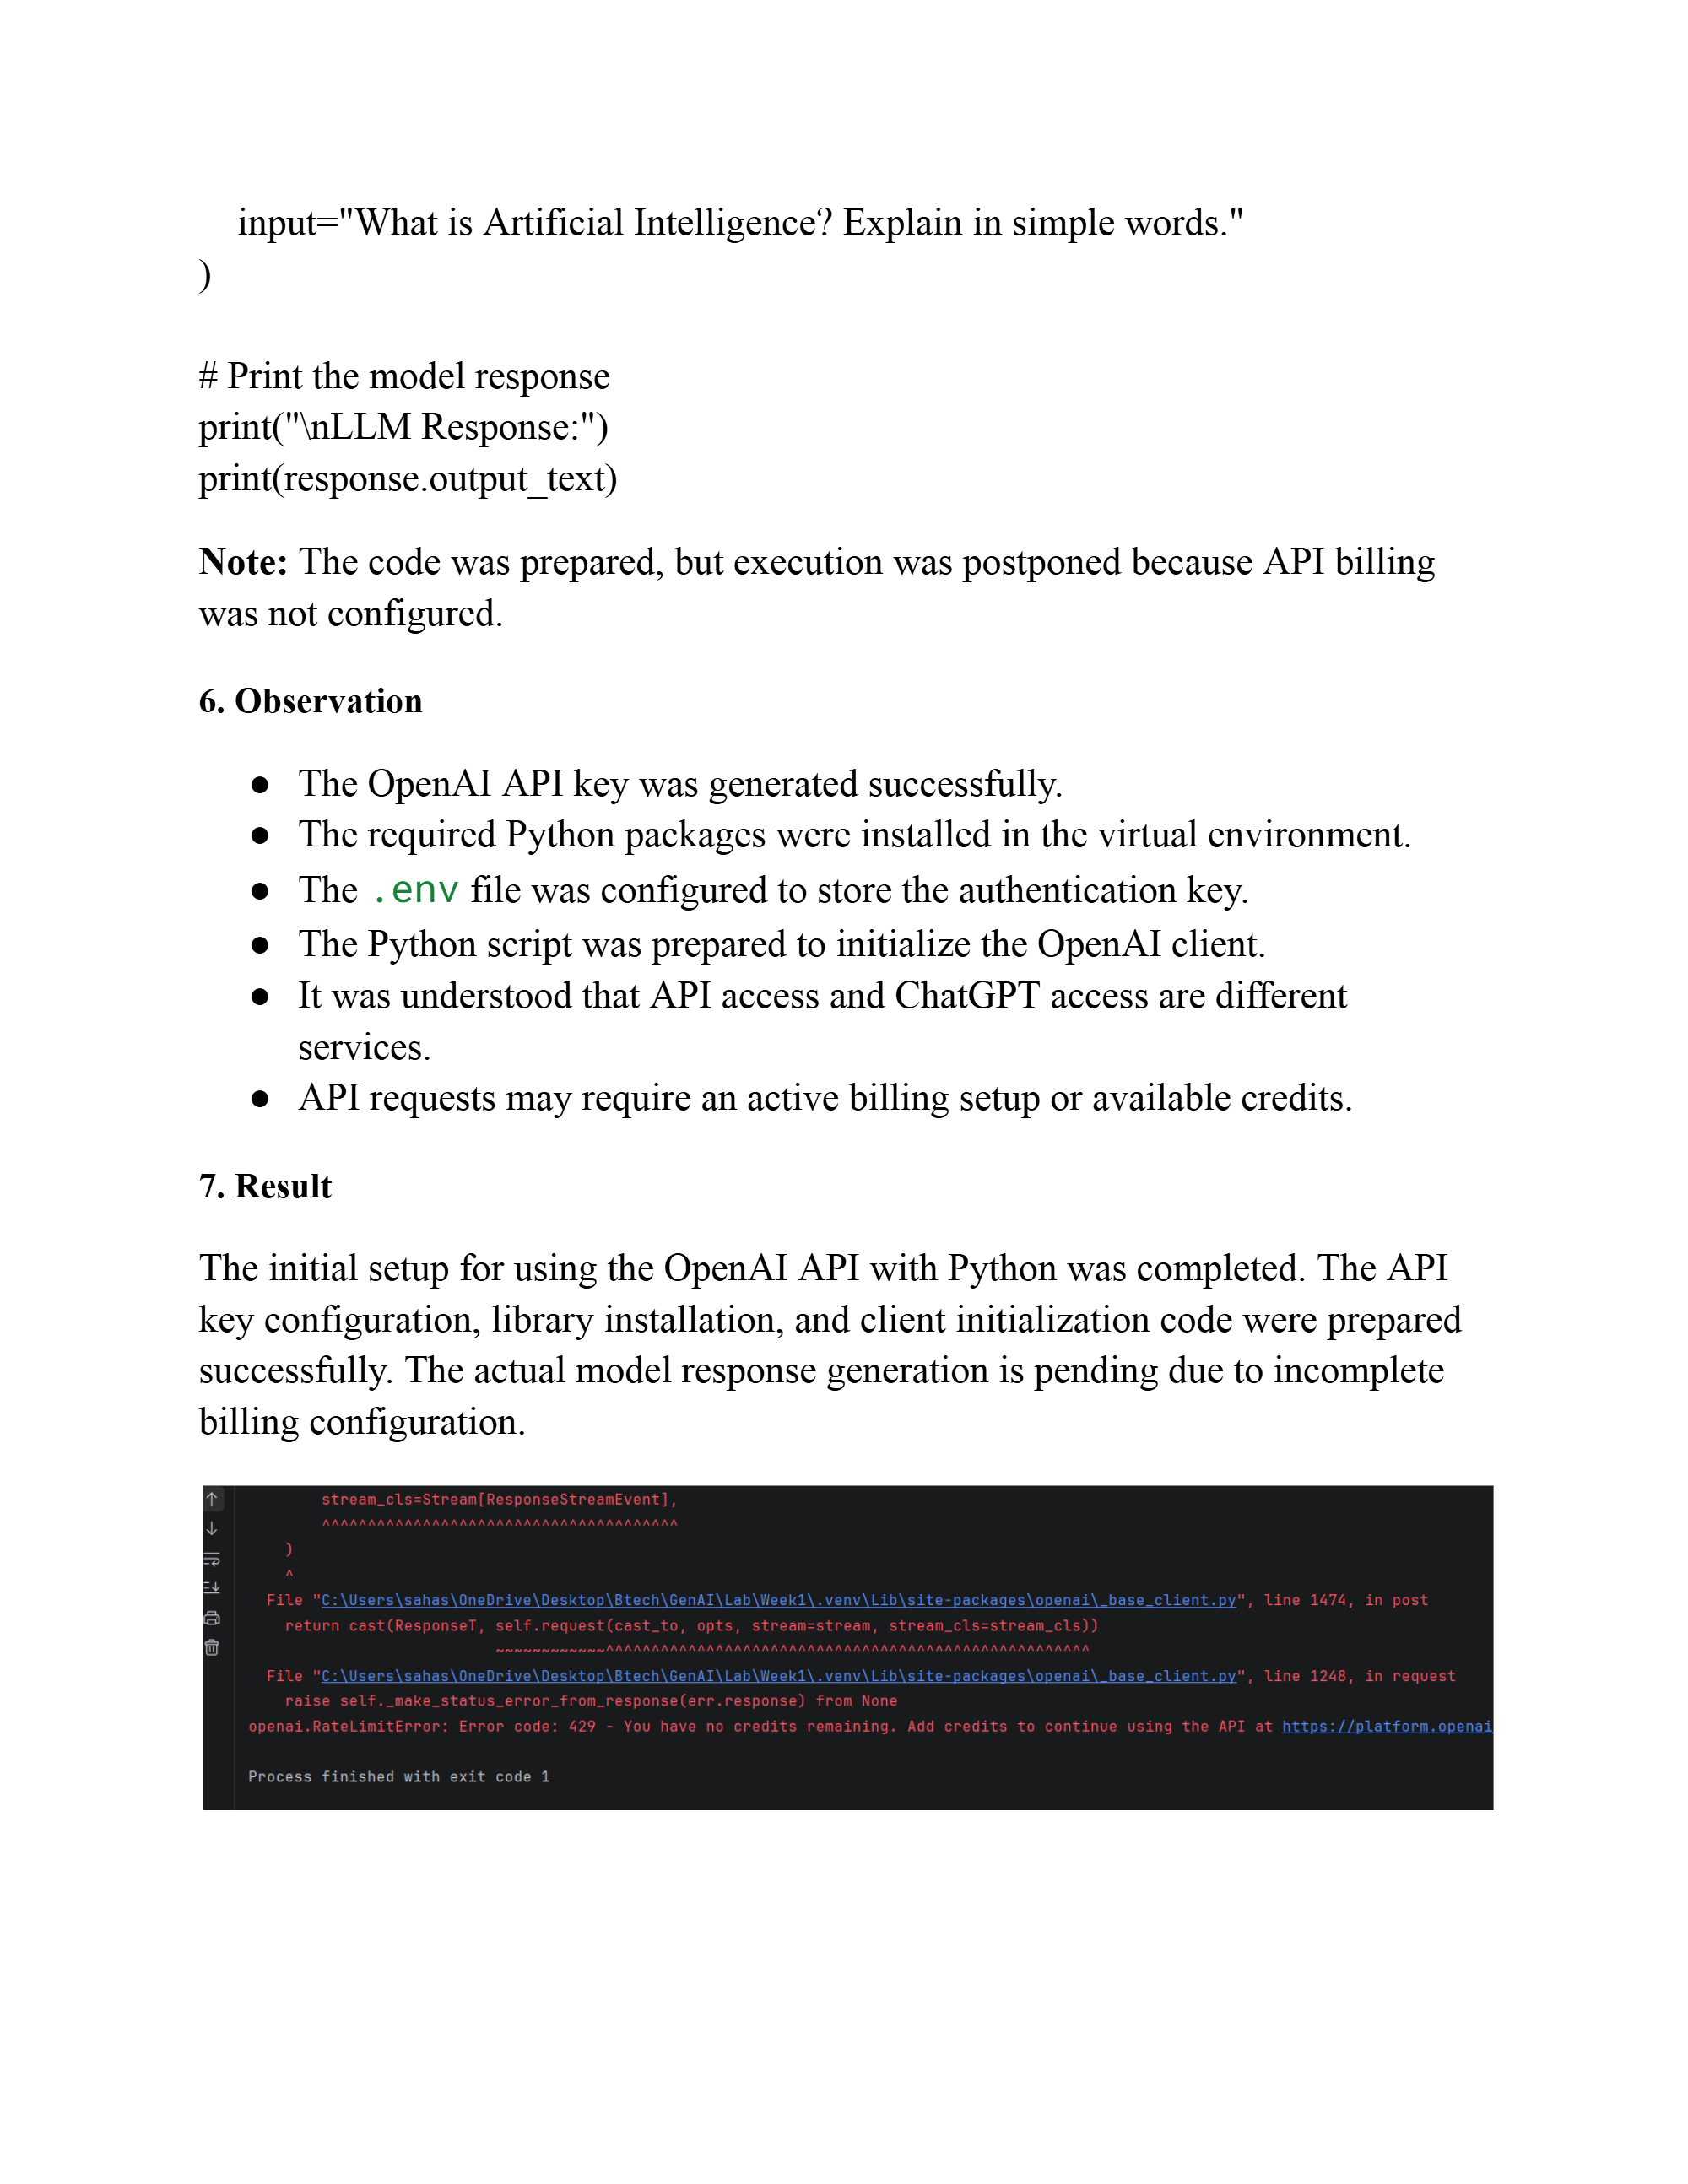 input="What is Artificial Intelligence? Explain in simple words."
)
# Print the model response
print("\nLLM Response:")
print(response.output_text)
Note: The code was prepared, but execution was postponed because API billing
was not configured.
6. Observation
● The OpenAI API key was generated successfully.
● The required Python packages were installed in the virtual environment.
● The .env file was configured to store the authentication key.
● The Python script was prepared to initialize the OpenAI client.
● It was understood that API access and ChatGPT access are different
services.
● API requests may require an active billing setup or available credits.
7. Result
The initial setup for using the OpenAI API with Python was completed. The API
key configuration, library installation, and client initialization code were prepared
successfully. The actual model response generation is pending due to incomplete
billing configuration.
stream_cls=Stream[ResponseStreamEvent],
^^^^^^^^^^^^^^^^^^^^^^^^^^^^^^^^^^^^^^^
)
^
File "C:\Users\sahas\OneDrive\Desktop\Btech\GenAI\Lab\Week1\.venv\Lib\site-packages\openai\_base_client.py", line 1474, in post
return cast(ResponseT, self.request(cast_to, opts, stream=stream, stream_cls=stream_cls))
~~~~~~~~~~~~^^^^^^^^^^^^^^^^^^^^^^^^^^^^^^^^^^^^^^^^^^^^^^^^^^^^^^^^^
File "C:\Users\sahas\OneDrive\Desktop\Btech\GenAI\Lab\Week1\.venv\Lib\site-packages\openai\_base_client.py", line 1248, in request
raise self._make_status_error_from_response(err.response) from None
openai.RateLimitError: Error code: 429 - You have no credits remaining. Add credits to continue using the API at https://platform.openai
Process finished with exit code 1